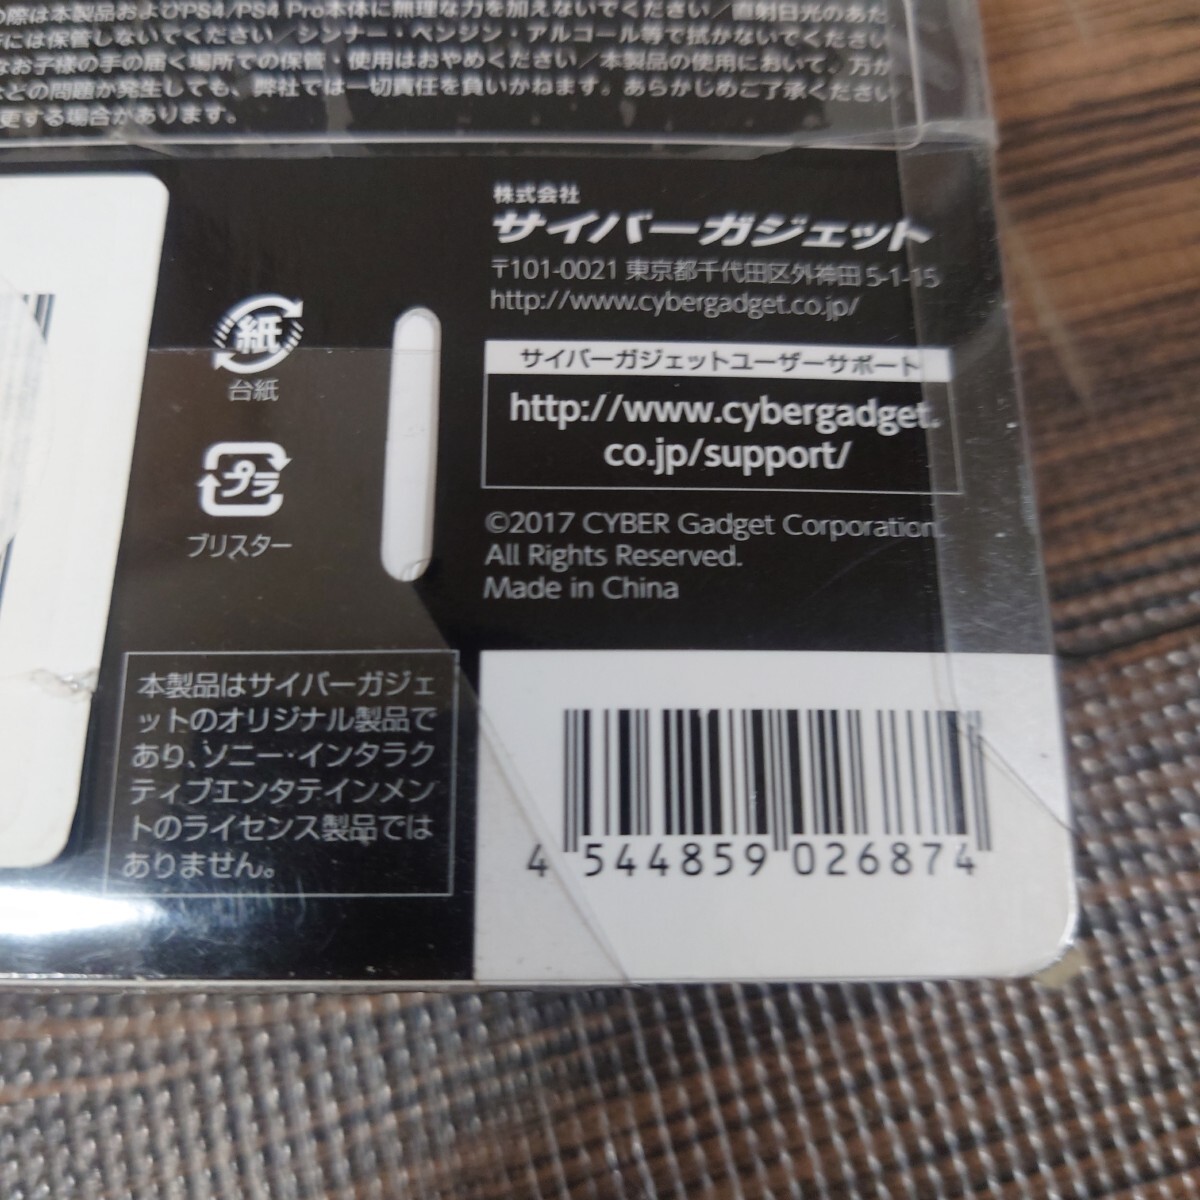 の際は本製品およびPS4/PS4 Pro本体に無理な力を加えないでください/直射日光のあた
には保管しないでください/シンナー・ベンジン・アルコール等で拭かないでください
なお子様の手の届く場所での保管・使用はおやめください/本製品の使用において、万が
どの問題が発生しても、弊社では一切責任を負いかねます。あらかじめご了承ください
更する場合があります。
株式会社
サイバーガジェット
〒101-0021 東京都千代田区外神田 5-1-15
http://www.cybergadget.co.jp/
紙
台紙
サイバーガジェットユーザーサポート
http://www.cybergadget.
co.jp/support/
プラ
ブリスター
©2017 CYBER Gadget Corporation.
All Rights Reserved.
Made in China
本製品はサイバーガジェ
ットのオリジナル製品で
あり、ソニー・インタラク
ティブエンタテインメン
トのライセンス製品では
ありません。
4 544859 026874